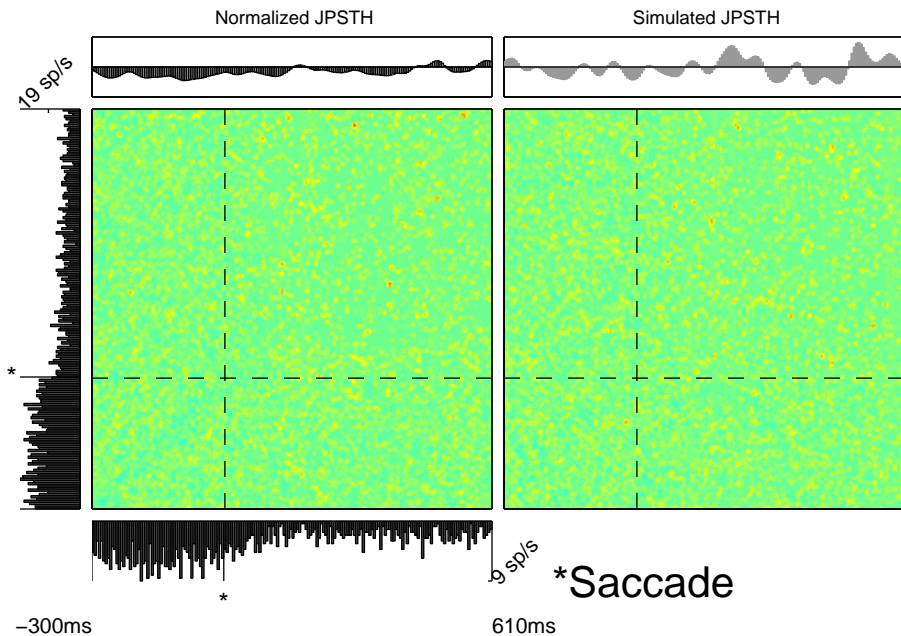 Normalized JPSTH
Simulated JPSTH
19 sp/s
*
9 sp/s
*Saccade
*
−300ms
610ms